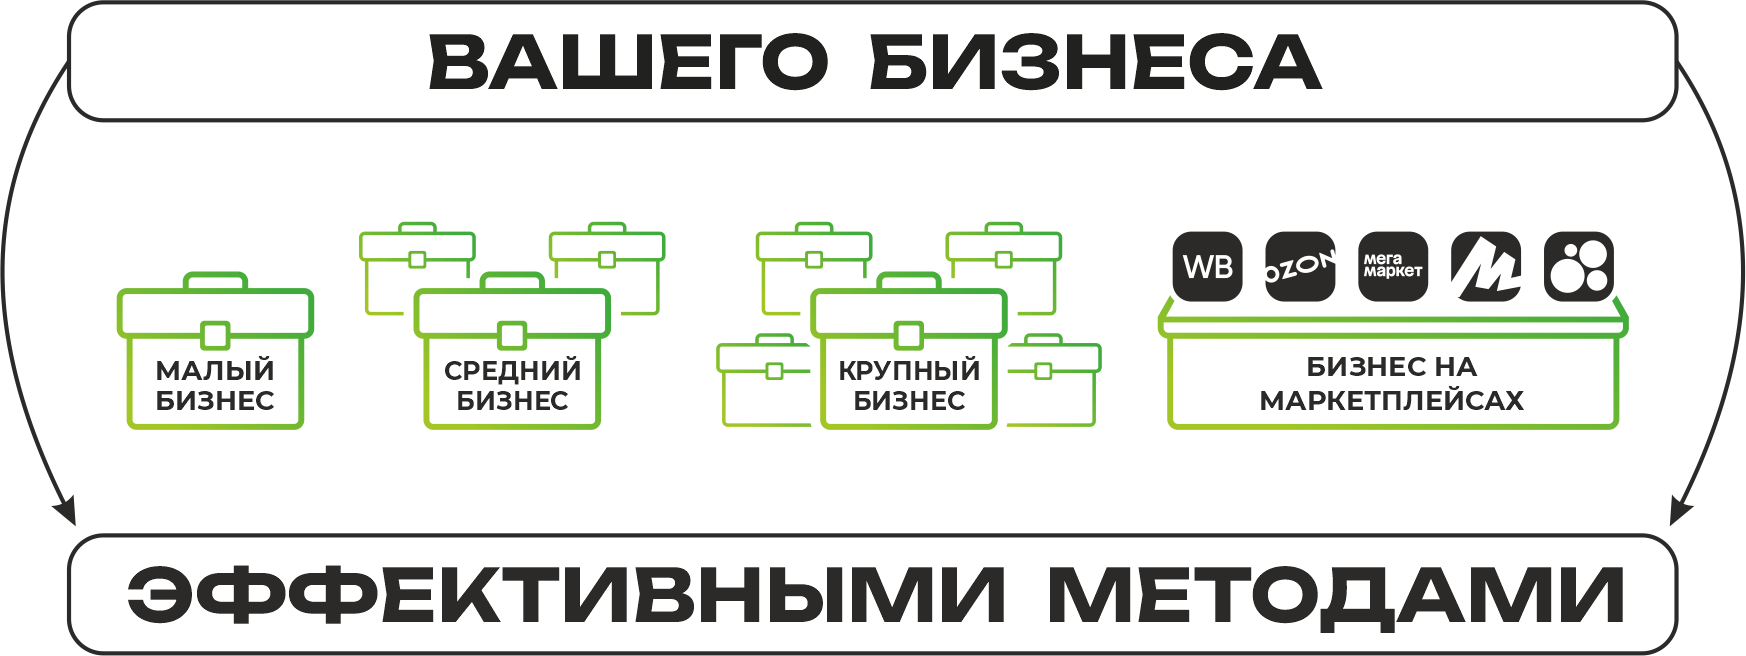 ВАШЕГО БИЗНЕСА
WB
OZON
мега
маркет
М
МАЛЫЙ
БИЗНЕС
СРЕДНИЙ
БИЗНЕС
КРУПНЫЙ
БИЗНЕС
БИЗНЕС НА
МАРКЕТПЛЕЙСАХ
ЭФФЕКТИВНЫМИ МЕТОДАМИ